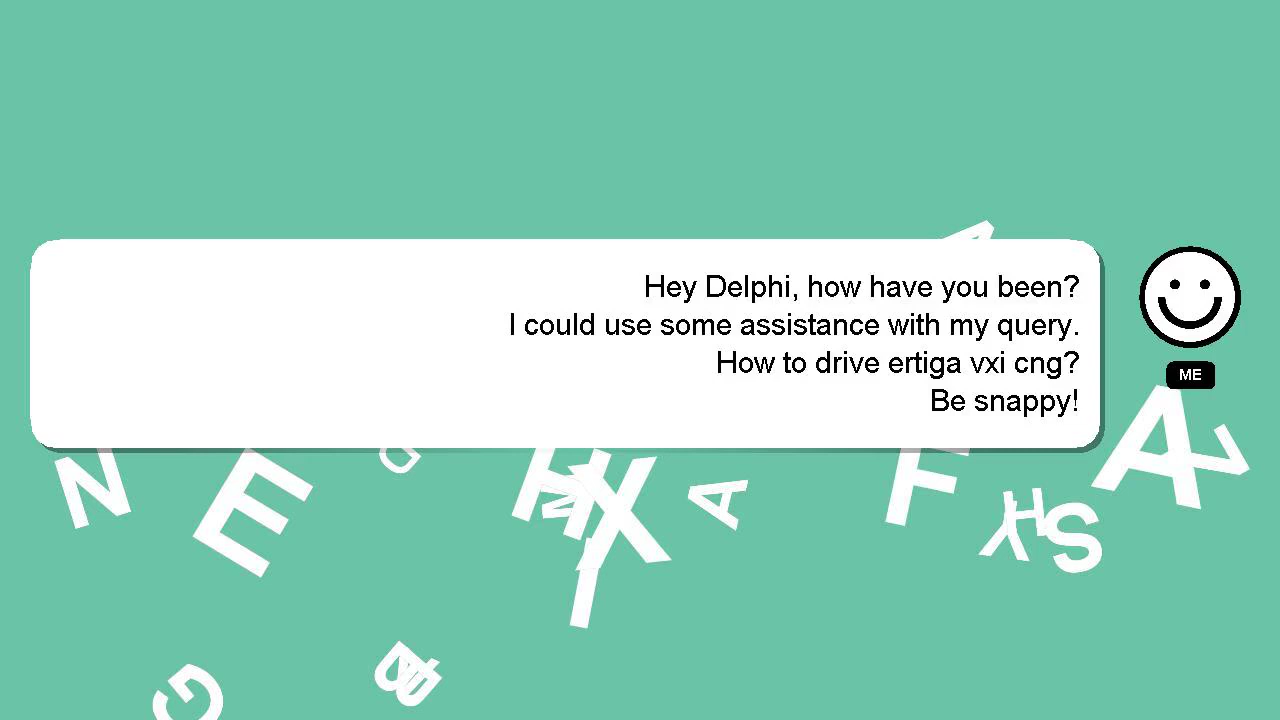 Hey Delphi, how have you been?
I could use some assistance with my query.
How to drive ertiga vxi cng?
Be snappy!
ME
A
N
E
D
H
X
A
F
A
Z
X
H
S
I
G
B